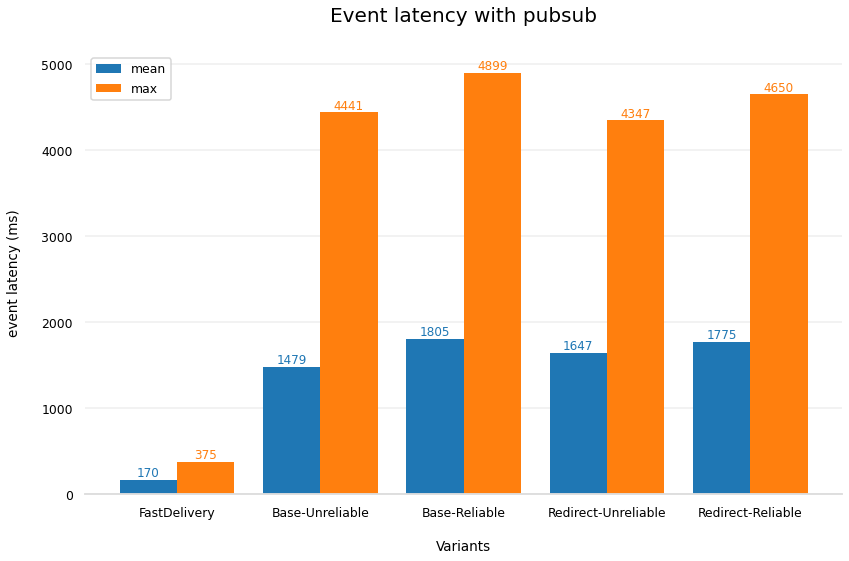 Event latency with pubsub
mean
max
event latency (ms)
5000
4000
3000
2000
1000
0
170
375
1479
4441
1805
4899
1647
4347
1775
4650
FastDelivery
Base-Unreliable
Base-Reliable
Redirect-Unreliable
Redirect-Reliable
Variants